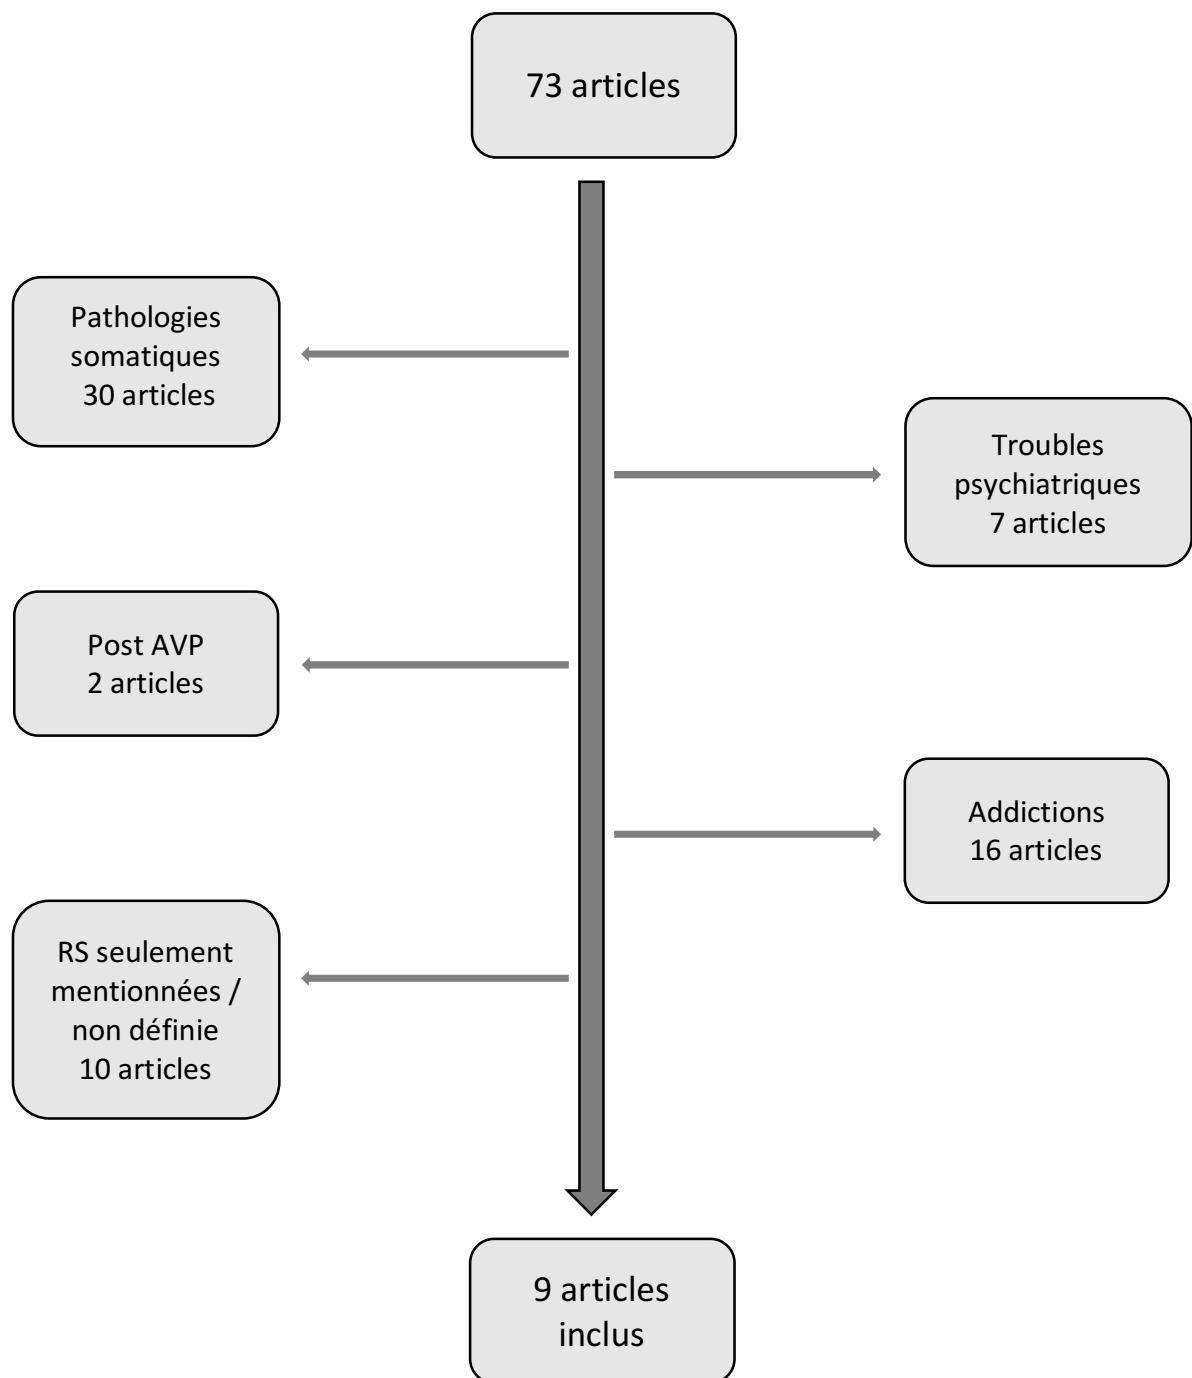 73 articles
Pathologies
somatiques
30 articles
Troubles
psychiatriques
7 articles
Post AVP
2 articles
Addictions
16 articles
RS seulement
mentionnées /
non définie
10 articles
9 articles
inclus